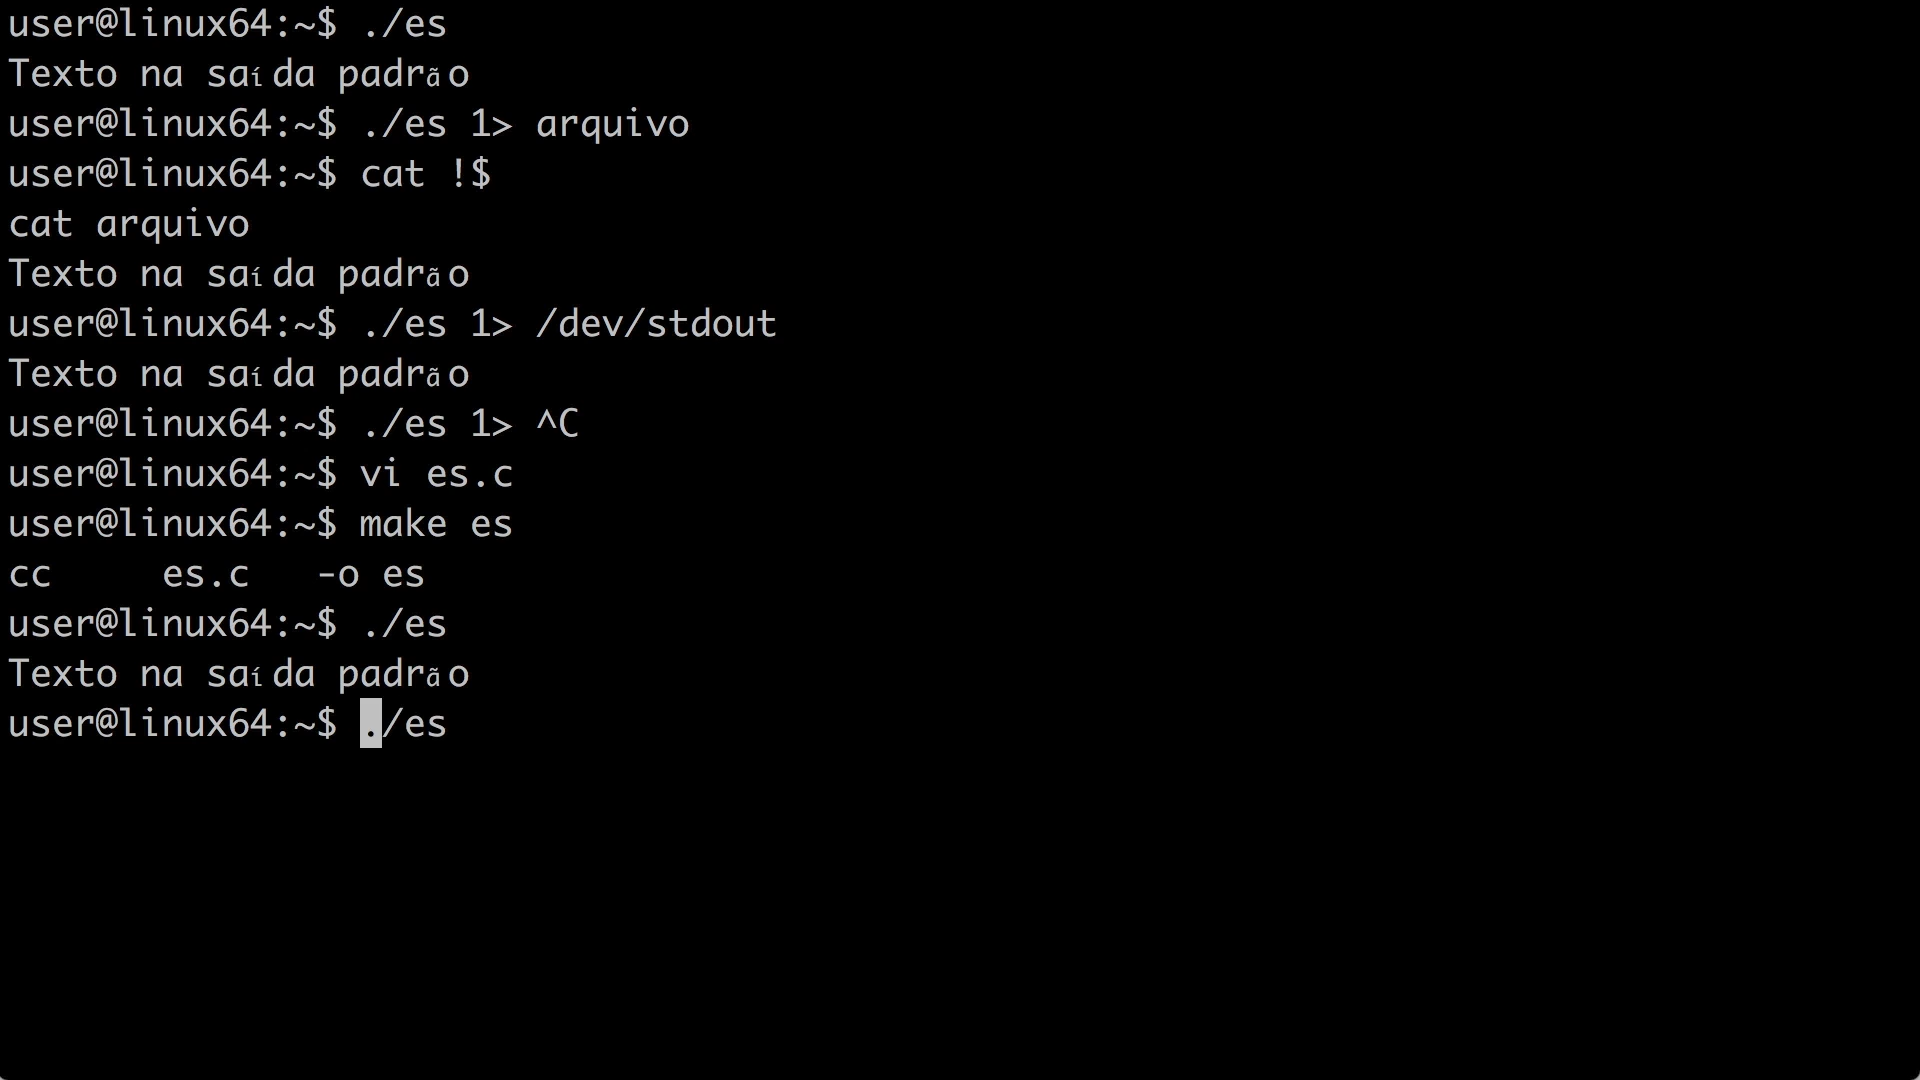 user@linux64:~$ ./es
Texto na saída padrão
user@linux64:~$ ./es 1> arquivo
user@linux64:~$ cat !$
cat arquivo
Texto na saída padrão
user@linux64:~$ ./es 1> /dev/stdout
Texto na saída padrão
user@linux64:~$ ./es 1> ^C
user@linux64:~$ vi es.c
user@linux64:~$ make es
cc     es.c   -o es
user@linux64:~$ ./es
Texto na saída padrão
user@linux64:~$ ./es